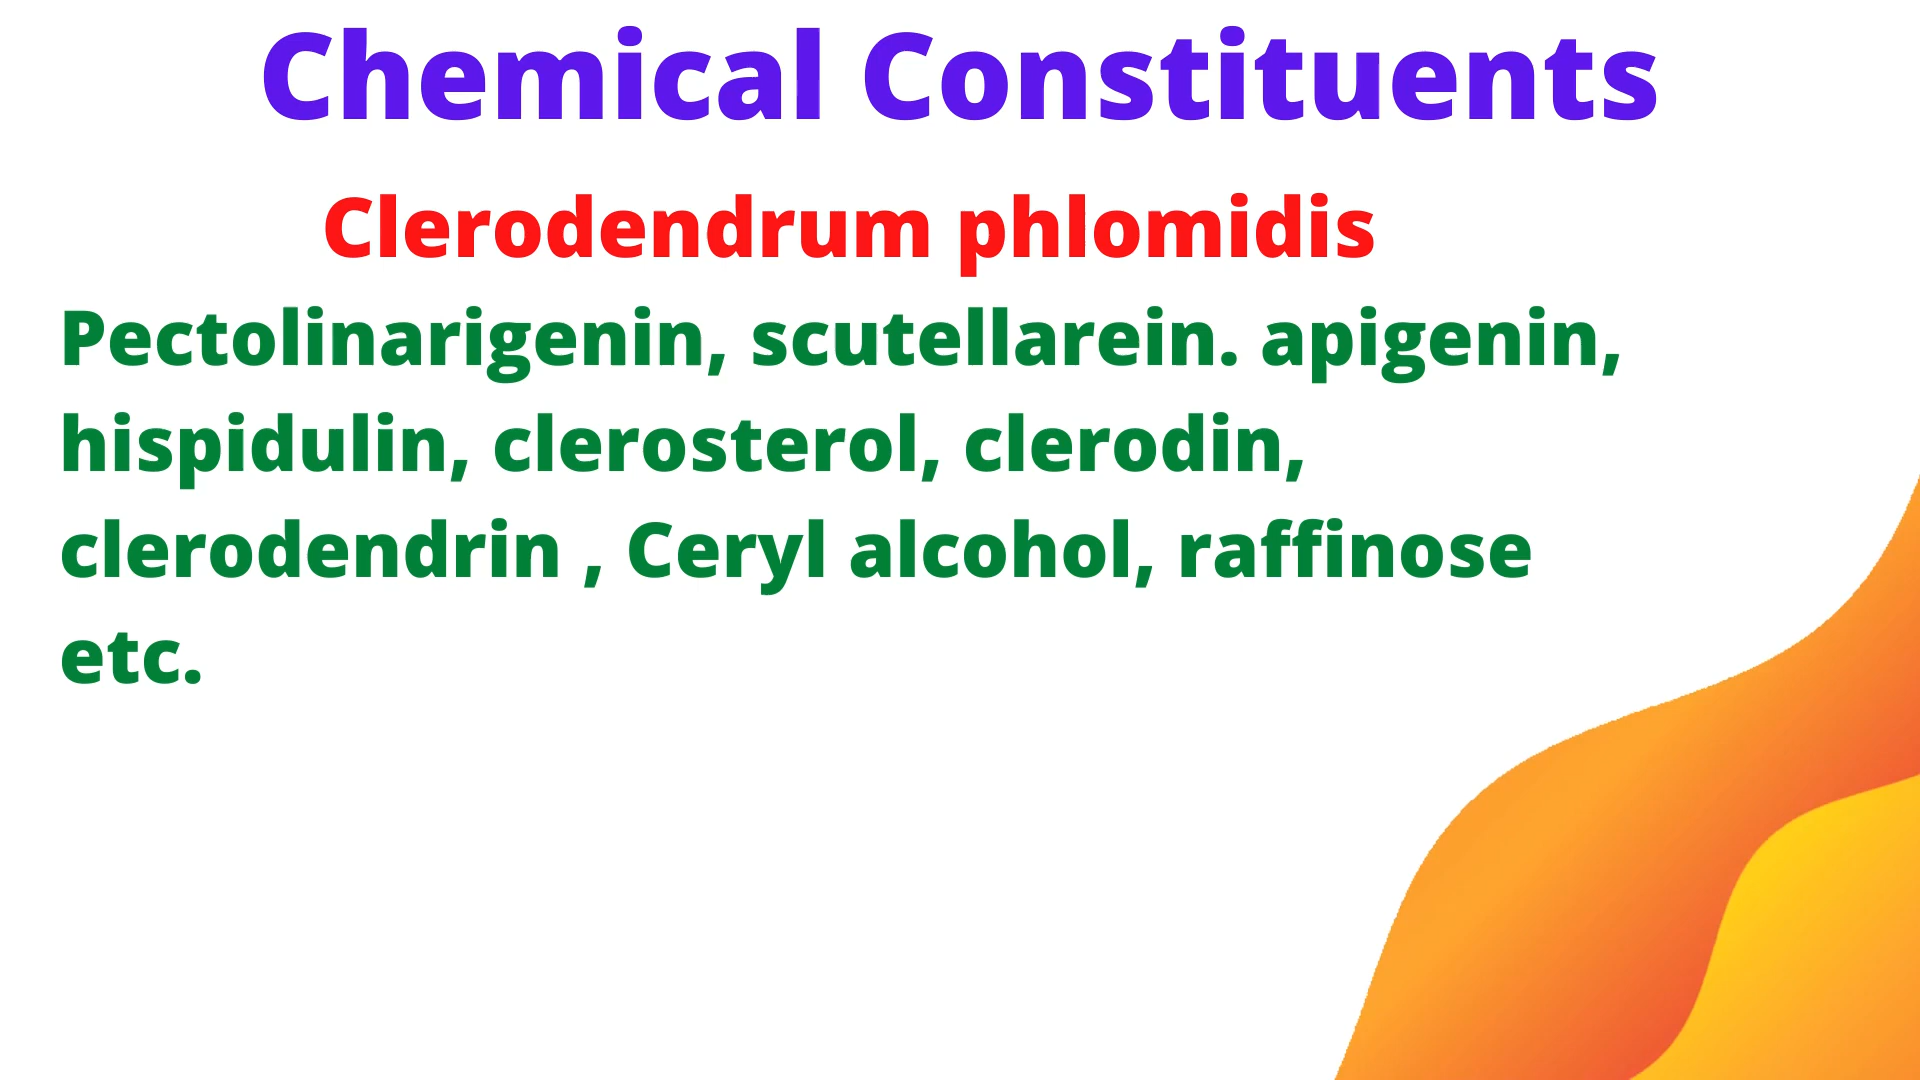 Chemical Constituents
Clerodendrum phlomidis
Pectolinarigenin, scutellarein. apigenin,
hispidulin, clerosterol, clerodin,
clerodendrin , Ceryl alcohol, raffinose
etc.